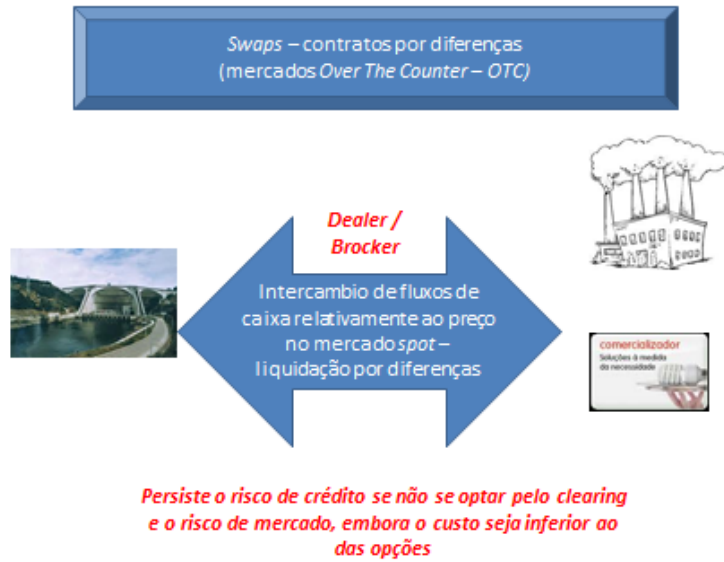 Swaps – contratos por diferenças
(mercados Over The Counter – OTC)
Dealer /
Brocker
Intercambio de fluxos de
caixa relativamente ao preço
no mercado spot –
liquidação por diferenças
comercializador
Soluções à medida
da necessidade
Persiste o risco de crédito se não se optar pelo clearing
e o risco de mercado, embora o custo seja inferior ao
das opções